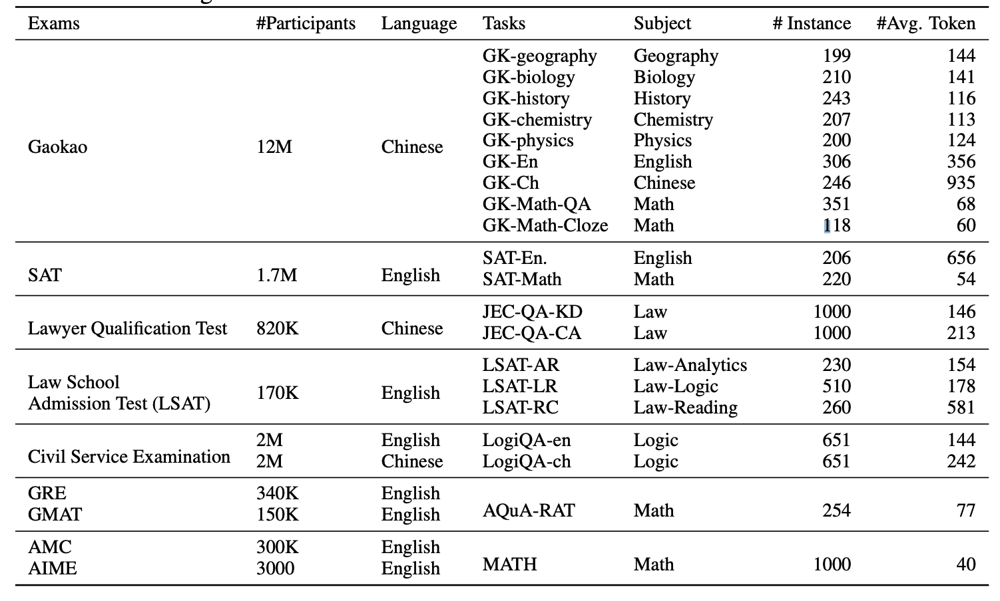 Exams #Participants Language Tasks Subject # Instance #Avg. Token
GK-geography Geography 199 144
GK-biology Biology 210 141
GK-history History 243 116
GK-chemistry Chemistry 207 113
GK-physics Physics 200 124
Gaokao 12M Chinese
GK-En English 306 356
GK-Ch Chinese 246 935
GK-Math-QA Math 351 68
GK-Math-Cloze Math 118 60
SAT-En. English 206 656
SAT 1.7M English
SAT-Math Math 220 54
JEC-QA-KD Law 1000 146
Lawyer Qualification Test 820K Chinese
JEC-QA-CA Law 1000 213
LSAT-AR Law-Analytics 230 154
Law School
LSAT-LR Law-Logic 510 178
170K English
Admission Test (LSAT)
LSAT-RC Law-Reading 260 581
2M English LogiQA-en Logic 651 144
Civil Service Examination
2M Chinese LogiQA-ch Logic 651 242
GRE 340K English
AQuA-RAT Math 254 77
GMAT 150K English
AMC 300K English
MATH Math 1000 40
AIME 3000 English